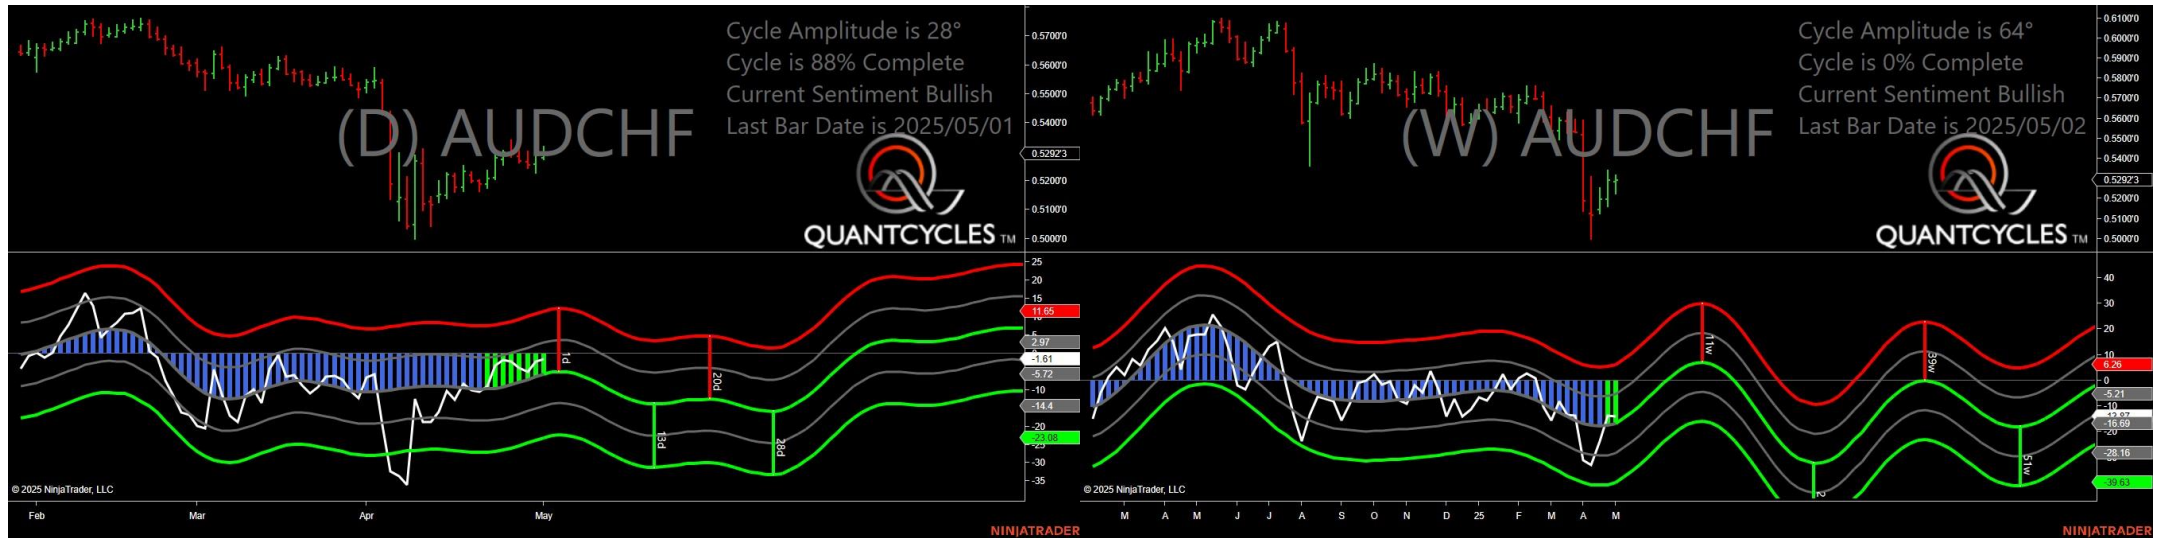 Cycle Amplitude is 28°
Cycle is 88% Complete
Current Sentiment Bullish
Last Bar Date is 2025/05/01
(D) AUDCHF
QUANTCYCLES TM
0.5700'0
0.5600'0
0.5500'0
0.5400'0
0.5292'3
0.5200'0
0.5100'0
0.5000'0
25
20
15
11.65
5
2.97
-1.61
-5.72
-10
-14.4
-20
-23.08
-25
-30
-35
1d
20d
13d
28d
© 2025 NinjaTrader, LLC
Feb Mar Apr May
NINJATRADER
Cycle Amplitude is 64°
Cycle is 0% Complete
Current Sentiment Bullish
Last Bar Date is 2025/05/02
(W) AUDCHF
QUANTCYCLES TM
0.6100'0
0.6000'0
0.5900'0
0.5800'0
0.5700'0
0.5600'0
0.5500'0
0.5400'0
0.5292'3
0.5200'0
0.5100'0
0.5000'0
40
30
20
10
6.26
0
-5.21
-10
-13.87
-16.69
-20
-28.16
-39.63
11w
39w
51w
© 2025 NinjaTrader, LLC
M A M J J A S O N D 25 F M A M
NINJATRADER